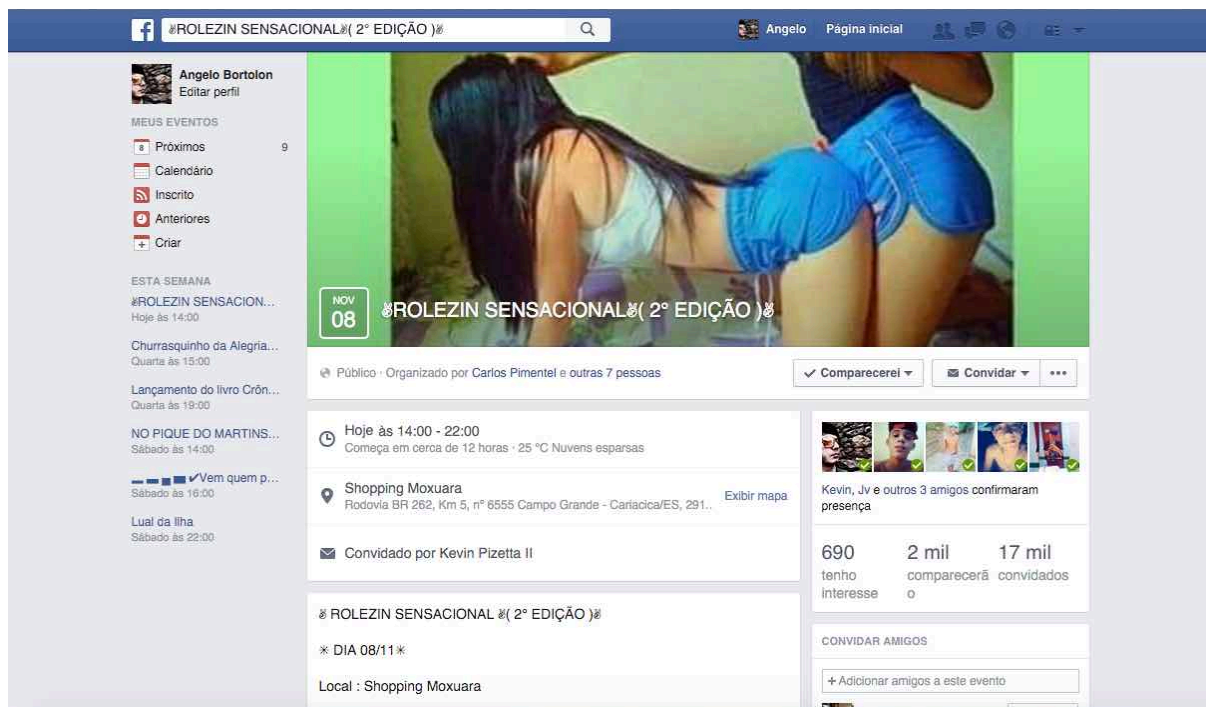 ✌ROLEZIN SENSACIONAL✌( 2° EDIÇÃO )✌
Angelo
Página inicial
Angelo Bortolon
Editar perfil
MEUS EVENTOS
8 Próximos 9
Calendário
Inscrito
Anteriores
Criar
ESTA SEMANA
✌ROLEZIN SENSACION...
Hoje às 14:00
Churrasquinho da Alegria...
Quarta às 15:00
Lançamento do livro Crôn...
Quarta às 19:00
NO PIQUE DO MARTINS...
Sábado às 14:00
✔Vem quem p...
Sábado às 16:00
Lual da Ilha
Sábado às 22:00
NOV
08
✌ROLEZIN SENSACIONAL✌( 2° EDIÇÃO )✌
Público · Organizado por Carlos Pimentel e outras 7 pessoas
✓ Comparecerei
Convidar
•••
Hoje às 14:00 - 22:00
Começa em cerca de 12 horas · 25 °C Nuvens esparsas
Shopping Moxuara
Rodovia BR 262, Km 5, nº 6555 Campo Grande - Cariacica/ES, 291..
Exibir mapa
Convidado por Kevin Pizetta II
✌ ROLEZIN SENSACIONAL ✌( 2° EDIÇÃO )✌
✳ DIA 08/11✳
Local : Shopping Moxuara
Kevin, Jv e outros 3 amigos confirmaram
presença
690 2 mil 17 mil
tenho comparecerã convidados
interesse o
CONVIDAR AMIGOS
+ Adicionar amigos a este evento